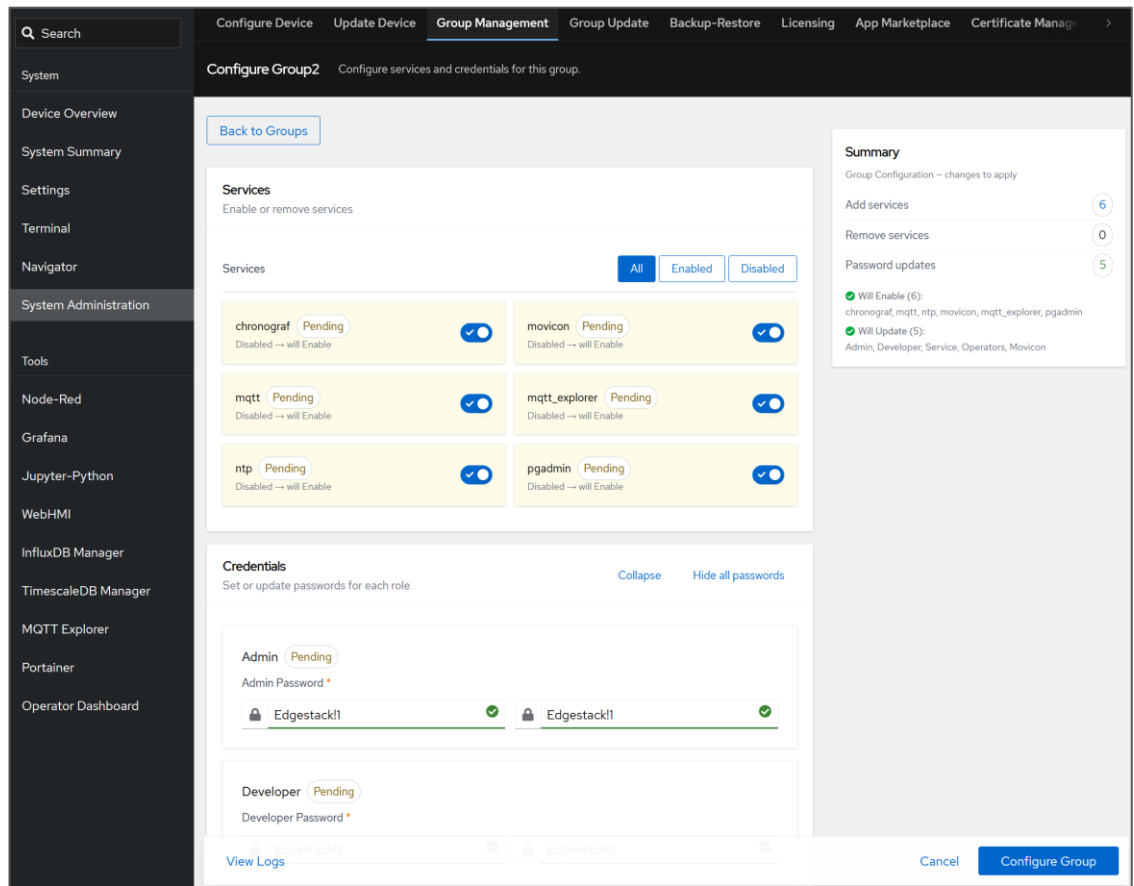 Search
System
Device Overview
System Summary
Settings
Terminal
Navigator
System Administration
Tools
Node-Red
Grafana
Jupyter-Python
WebHMI
InfluxDB Manager
TimescaleDB Manager
MQTT Explorer
Portainer
Operator Dashboard
Configure Device Update Device Group Management Group Update Backup-Restore Licensing App Marketplace Certificate Manage >
Configure Group2 Configure services and credentials for this group.
Back to Groups
Services
Enable or remove services
Services All Enabled Disabled
chronograf Pending
Disabled → will Enable
movicon Pending
Disabled → will Enable
mqtt Pending
Disabled → will Enable
mqtt_explorer Pending
Disabled → will Enable
ntp Pending
Disabled → will Enable
pgadmin Pending
Disabled → will Enable
Credentials
Set or update passwords for each role
Collapse Hide all passwords
Admin Pending
Admin Password *
Edgestack!1 Edgestack!1
Developer Pending
Developer Password *
Edgestack!2 Edgestack!2
View Logs Cancel Configure Group
Summary
Group Configuration – changes to apply
Add services 6
Remove services 0
Password updates 5
Will Enable (6):
chronograf, mqtt, ntp, movicon, mqtt_explorer, pgadmin
Will Update (5):
Admin, Developer, Service, Operators, Movicon